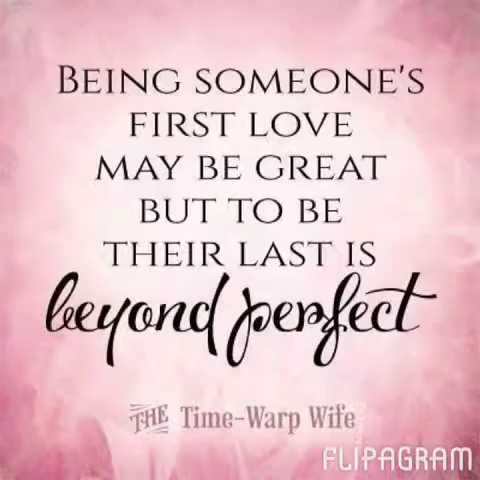 BEING SOMEONE'S
FIRST LOVE
MAY BE GREAT
BUT TO BE
THEIR LAST IS
beyond perfect
THE Time-Warp Wife
FLIPAGRAM